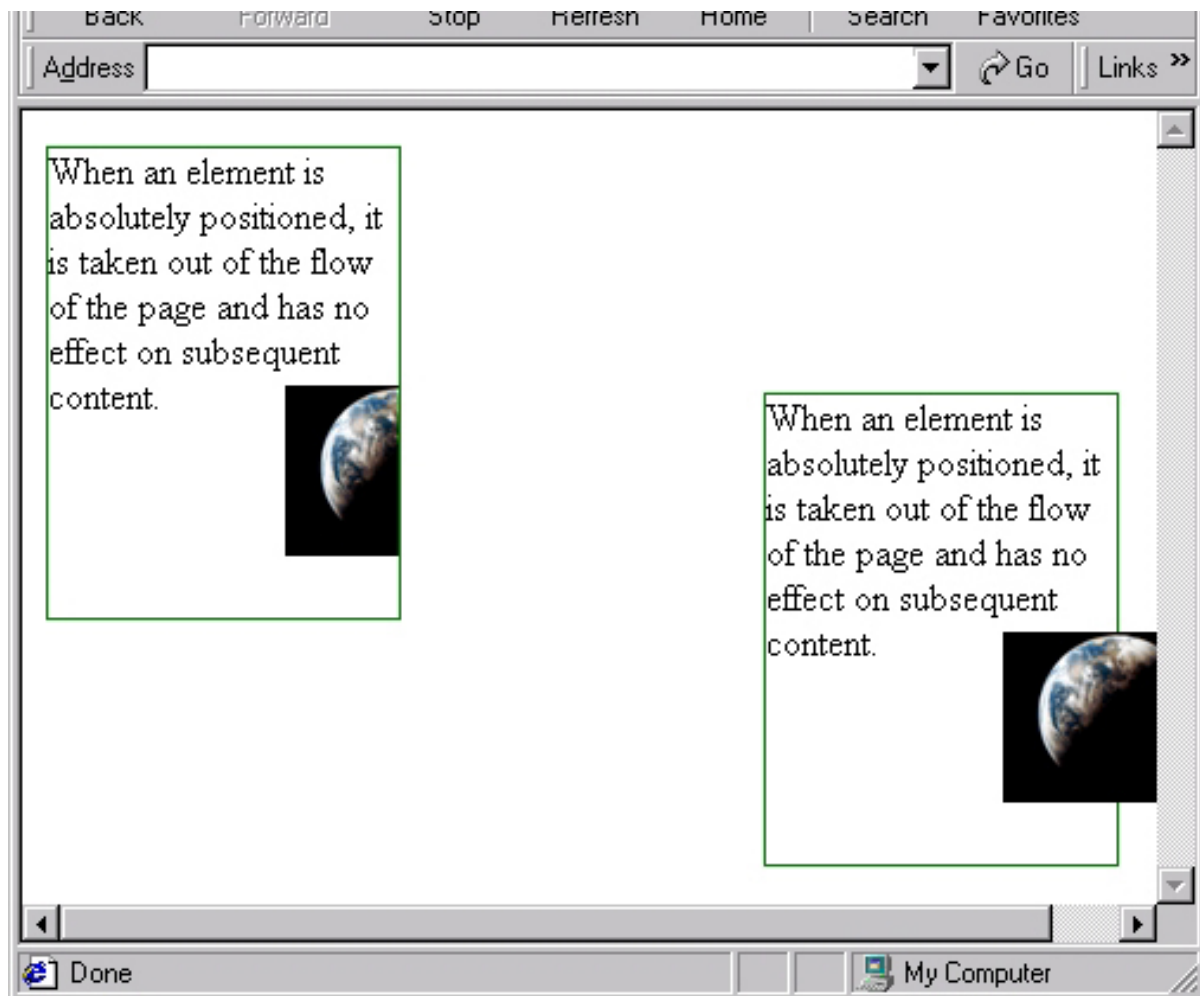 Back Forward Stop Refresh Home Search Favorites
Address Go Links »
When an element is
absolutely positioned, it
is taken out of the flow
of the page and has no
effect on subsequent
content.
When an element is
absolutely positioned, it
is taken out of the flow
of the page and has no
effect on subsequent
content.
Done My Computer